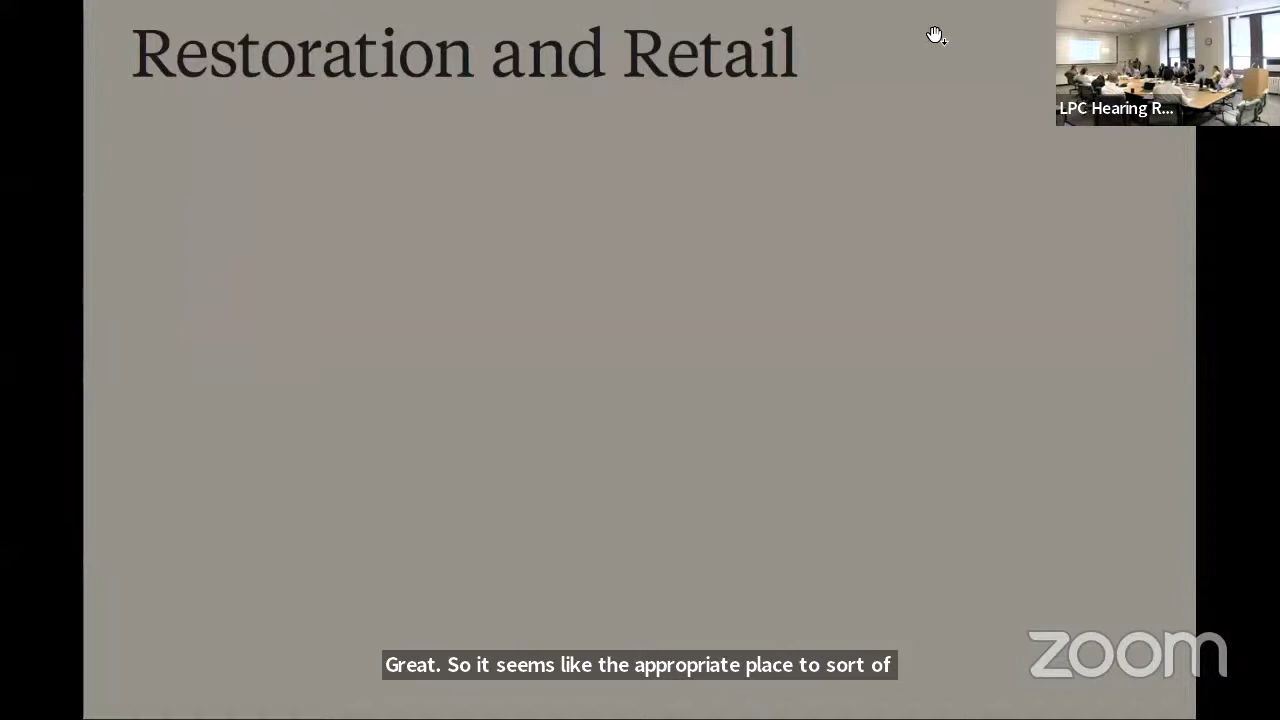 Restoration and Retail
LPC Hearing R...
Great. So it seems like the appropriate place to sort of
zoom